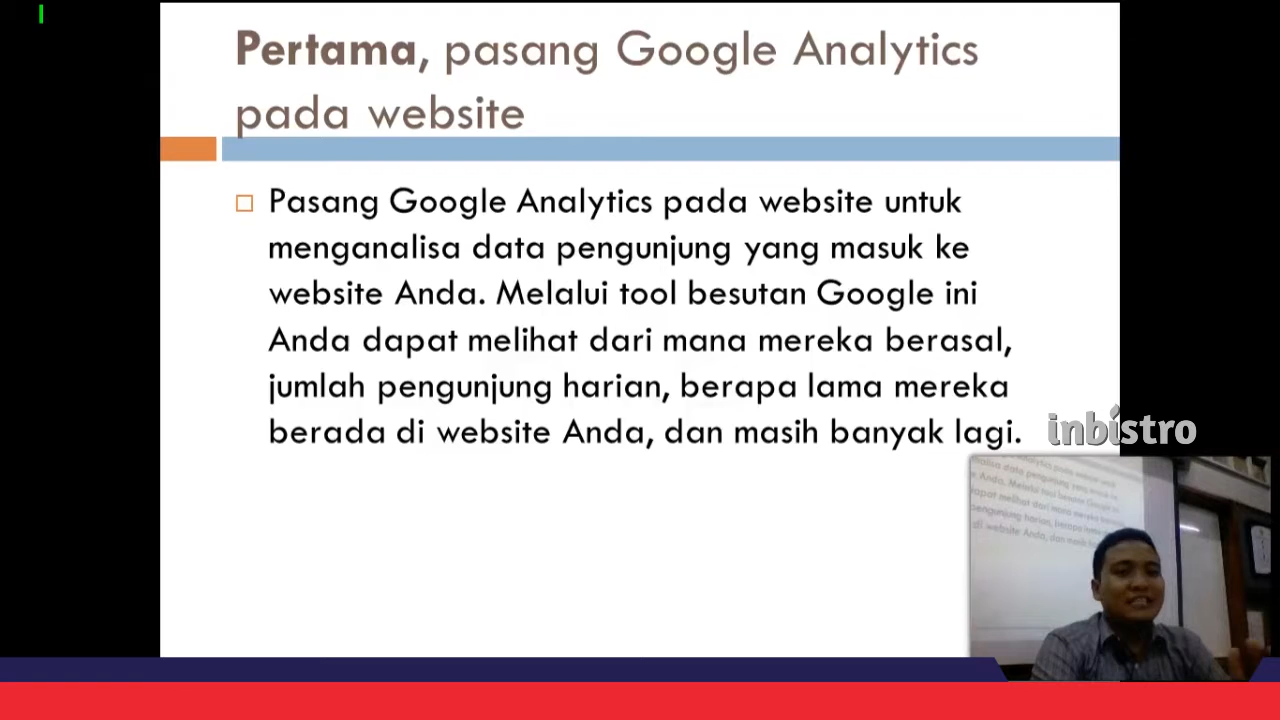 Pertama, pasang Google Analytics
pada website
Pasang Google Analytics pada website untuk
menganalisa data pengunjung yang masuk ke
website Anda. Melalui tool besutan Google ini
Anda dapat melihat dari mana mereka berasal,
jumlah pengunjung harian, berapa lama mereka
berada di website Anda, dan masih banyak lagi.
inbistro